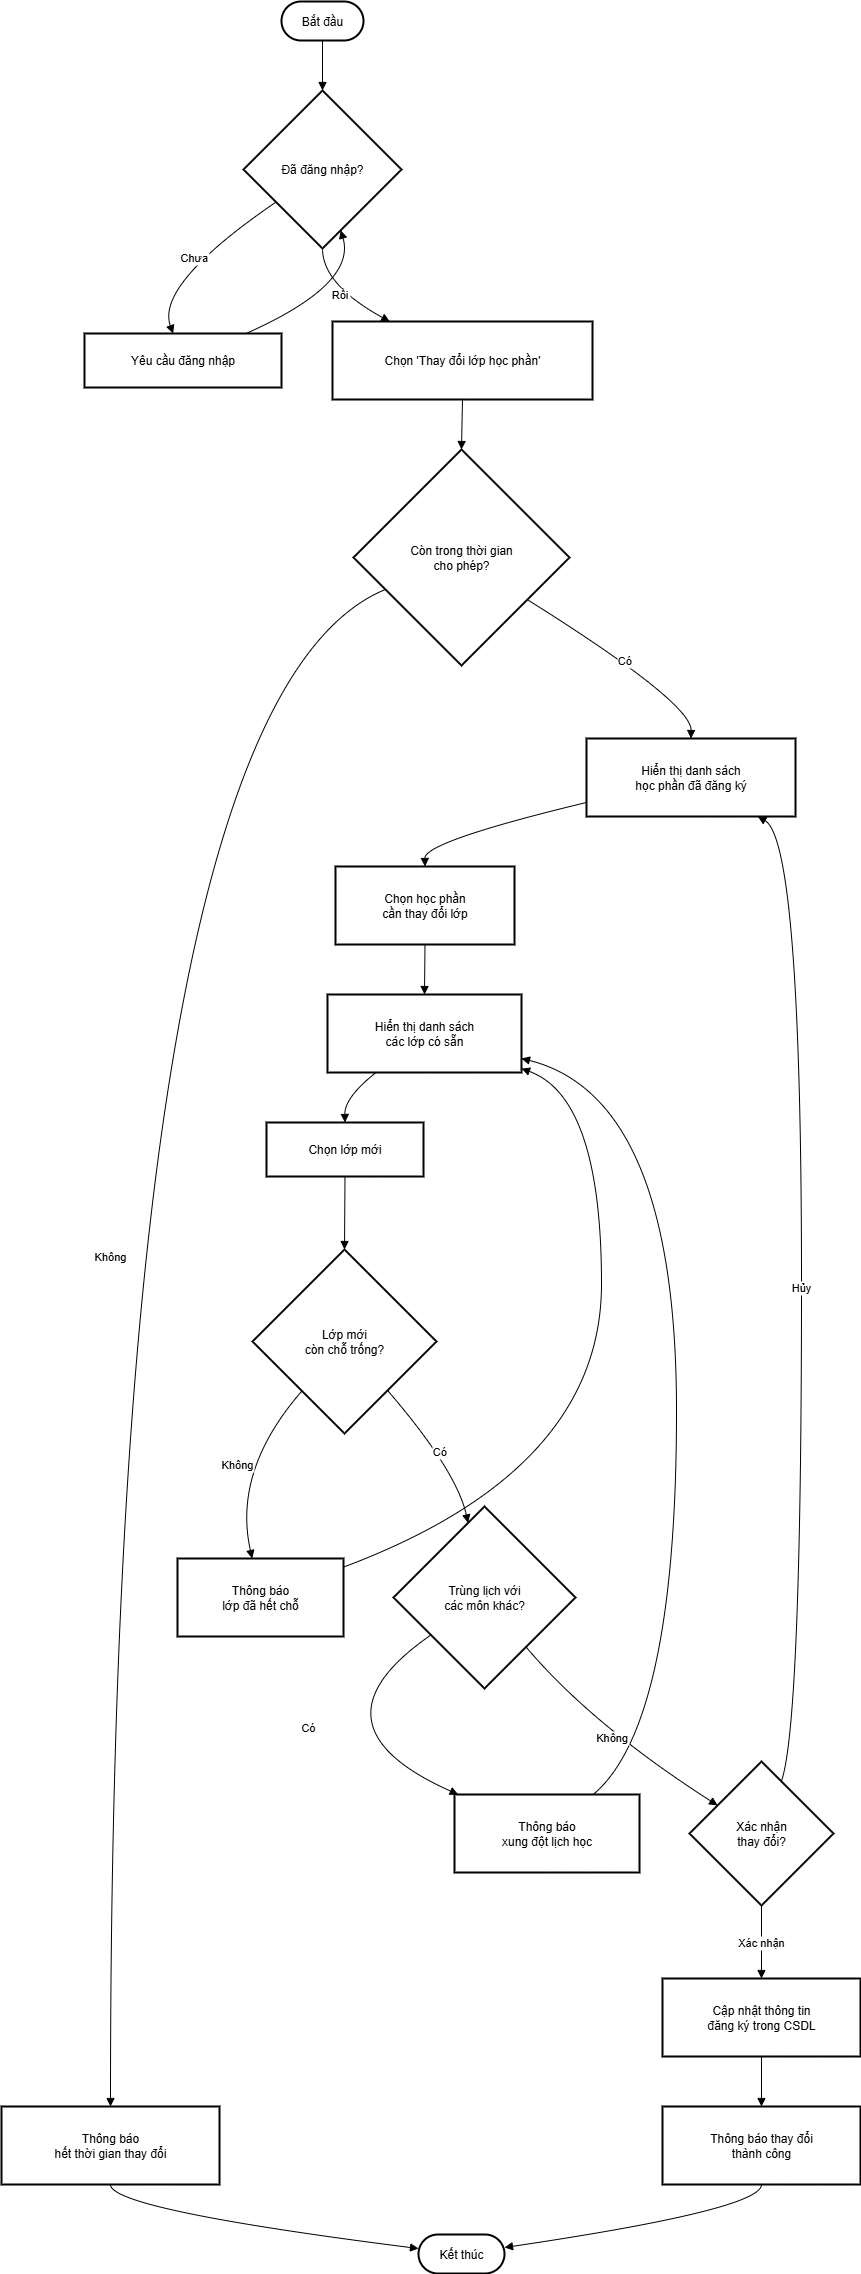 Bắt đầu
Đã đăng nhập?
Chưa
Rồi
Yêu cầu đăng nhập
Chọn 'Thay đổi lớp học phần'
Còn trong thời gian
cho phép?
Có
Hiển thị danh sách
học phần đã đăng ký
Chọn học phần
cần thay đổi lớp
Hiển thị danh sách
các lớp có sẵn
Chọn lớp mới
Không
Hủy
Lớp mới
còn chỗ trống?
Có
Không
Thông báo
lớp đã hết chỗ
Trùng lịch với
các môn khác?
Có
Không
Thông báo
xung đột lịch học
Xác nhận
thay đổi?
Xác nhận
Cập nhật thông tin
đăng ký trong CSDL
Thông báo
hết thời gian thay đổi
Thông báo thay đổi
thành công
Kết thúc